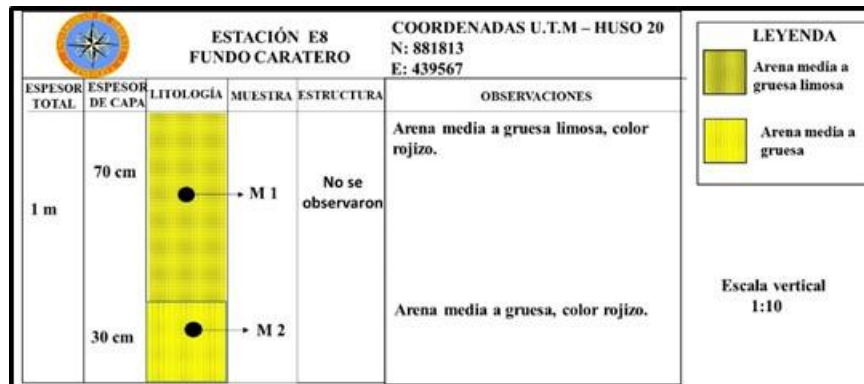 ESTACIÓN E8
FUNDO CARATERO
COORDENADAS U.T.M – HUSO 20
N: 881813
E: 439567
ESPESOR TOTAL
ESPESOR DE CAPA
LITOLOGÍA
MUESTRA
ESTRUCTURA
OBSERVACIONES
1 m
70 cm
M 1
No se
observaron
Arena media a gruesa limosa, color
rojizo.
30 cm
M 2
Arena media a gruesa, color rojizo.
LEYENDA
Arena media a
gruesa limosa
Arena media a
gruesa
Escala vertical
1:10